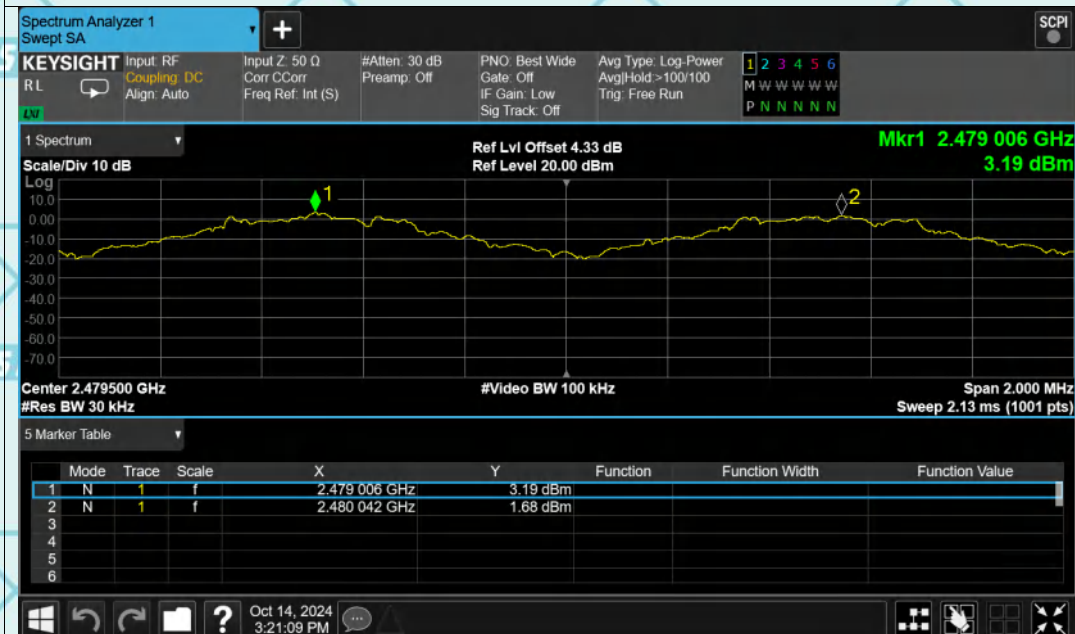 Spectrum Analyzer 1
Swept SA
+
SCPI
KEYSIGHT Input: RF Input Z: 50 Ω #Atten: 30 dB PNO: Best Wide Avg Type: Log-Power 1 2 3 4 5 6
RL Coupling: DC Corr CCorr Preamp: Off Gate: Off Avg|Hold:>100/100 M W W W W W
Align: Auto Freq Ref: Int (S) IF Gain: Low Trig: Free Run P N N N N N
LXI Sig Track: Off
1 Spectrum Ref Lvl Offset 4.33 dB Mkr1 2.479 006 GHz
Scale/Div 10 dB Ref Level 20.00 dBm 3.19 dBm
Log
10.0 1 2
0.00
-10.0
-20.0
-30.0
-40.0
-50.0
-60.0
-70.0
Center 2.479500 GHz #Video BW 100 kHz Span 2.000 MHz
#Res BW 30 kHz Sweep 2.13 ms (1001 pts)
5 Marker Table
Mode Trace Scale X Y Function Function Width Function Value
1 N 1 f 2.479 006 GHz 3.19 dBm
2 N 1 f 2.480 042 GHz 1.68 dBm
3
4
5
6
? Oct 14, 2024
3:21:09 PM